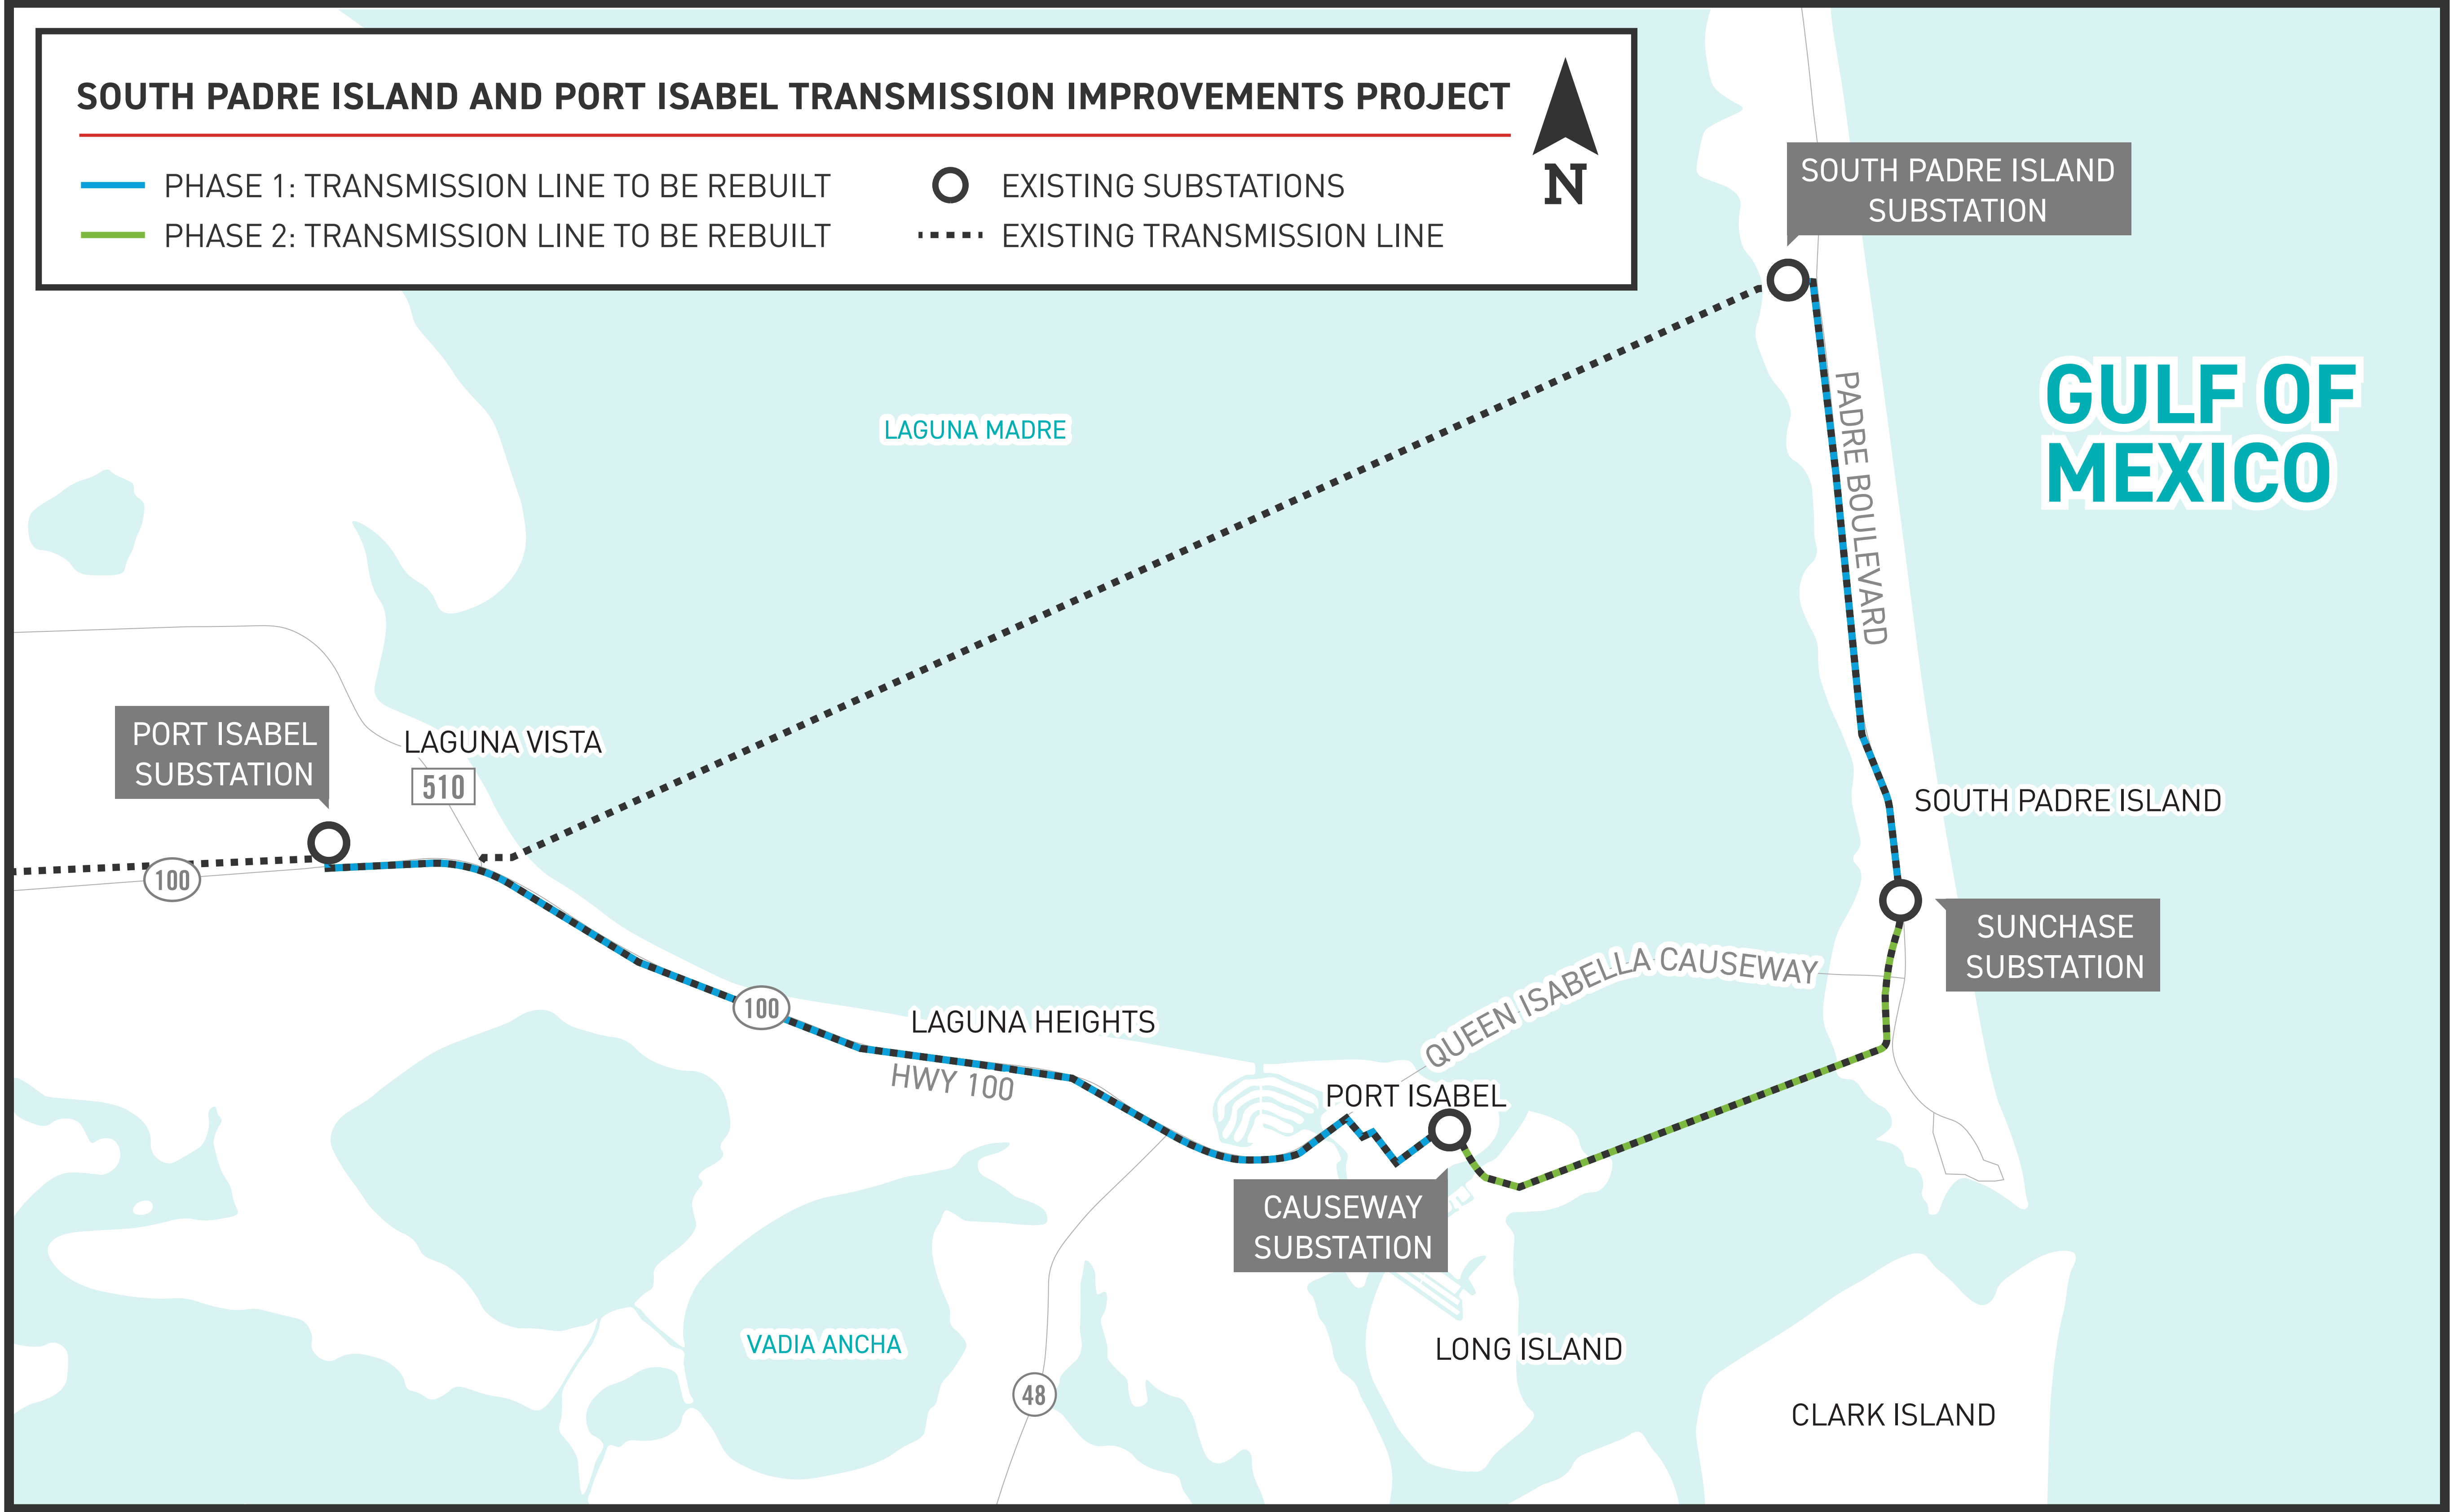 SOUTH PADRE ISLAND AND PORT ISABEL TRANSMISSION IMPROVEMENTS PROJECT
PHASE 1: TRANSMISSION LINE TO BE REBUILT
PHASE 2: TRANSMISSION LINE TO BE REBUILT
EXISTING SUBSTATIONS
EXISTING TRANSMISSION LINE
N
SOUTH PADRE ISLAND
SUBSTATION
GULF OF
MEXICO
LAGUNA MADRE
PADRE BOULEVARD
PORT ISABEL
SUBSTATION
LAGUNA VISTA
510
100
SOUTH PADRE ISLAND
SUNCHASE
SUBSTATION
QUEEN ISABELLA CAUSEWAY
100
LAGUNA HEIGHTS
HWY 100
PORT ISABEL
CAUSEWAY
SUBSTATION
VADIA ANCHA
LONG ISLAND
48
CLARK ISLAND